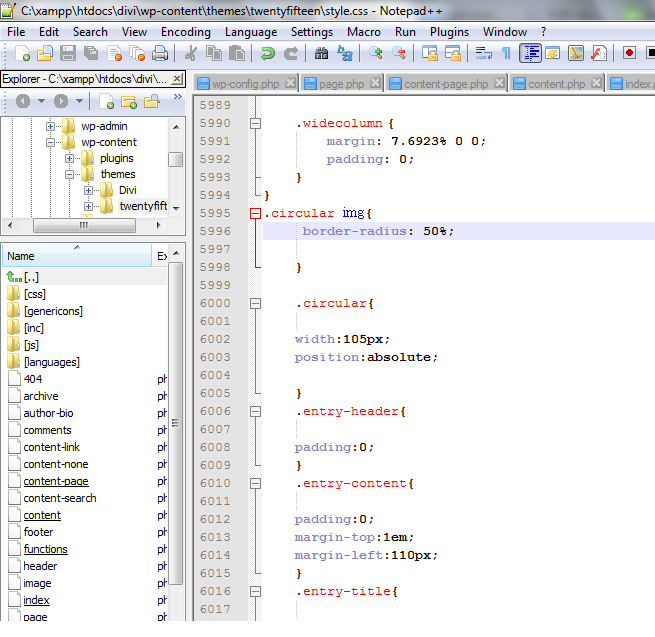 C:\xampp\htdocs\divi\wp-content\themes\twentyfifteen\style.css - Notepad++
File Edit Search View Encoding Language Settings Macro Run Plugins Window ?
Explorer - C:\xampp\htdocs\divi\...
wp-config.php page.php content-page.php content.php index.p
wp-admin
wp-content
plugins
themes
Divi
twentyfift
Name Ex
[..]
[css]
[genericons]
[inc]
[js]
[languages]
404 ph
archive ph
author-bio ph
comments ph
content-link ph
content-none ph
content-page ph
content-search ph
content ph
footer ph
functions ph
header ph
image ph
index ph
page ph
5989
5990 .widecolumn {
5991 margin: 7.6923% 0 0;
5992 padding: 0;
5993 }
5994 }
5995 .circular img{
5996 border-radius: 50%;
5997
5998 }
5999
6000 .circular{
6001
6002 width:105px;
6003 position:absolute;
6004
6005 }
6006 .entry-header{
6007
6008 padding:0;
6009 }
6010 .entry-content{
6011
6012 padding:0;
6013 margin-top:1em;
6014 margin-left:110px;
6015 }
6016 .entry-title{
6017